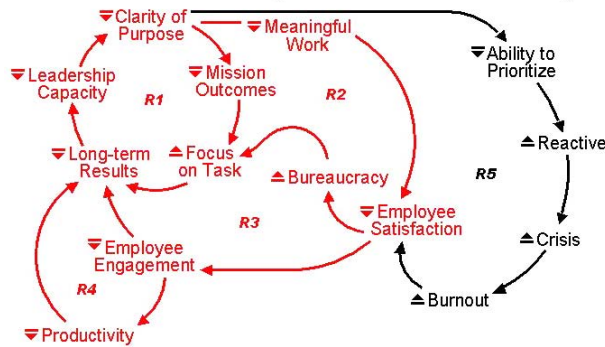 Clarity of
Purpose
Meaningful
Work
Ability to
Prioritize
Leadership
Capacity
R1
Mission
Outcomes
R2
Reactive
Long-term
Results
Focus
on Task
Bureaucracy
R5
R3
Employee
Satisfaction
Crisis
Employee
Engagement
R4
Burnout
Productivity